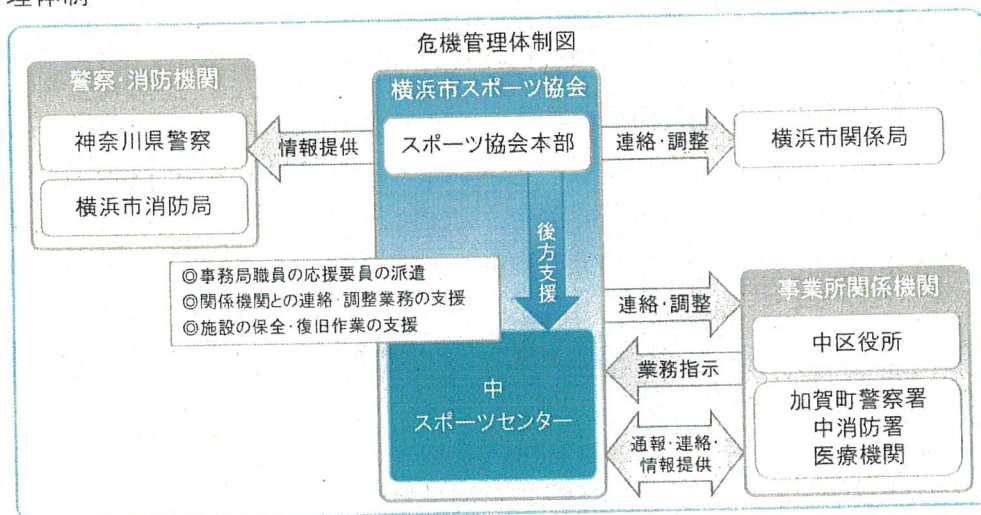 理体制
危機管理体制図
警察・消防機関
神奈川県警察
横浜市消防局
情報提供
横浜市スポーツ協会
スポーツ協会本部
連絡・調整
横浜市関係局
後方支援
◎事務局職員の応援要員の派遣
◎関係機関との連絡・調整業務の支援
◎施設の保全・復旧作業の支援
中
スポーツセンター
連絡・調整
業務指示
通報・連絡・
情報提供
事業所関係機関
中区役所
加賀町警察署
中消防署
医療機関